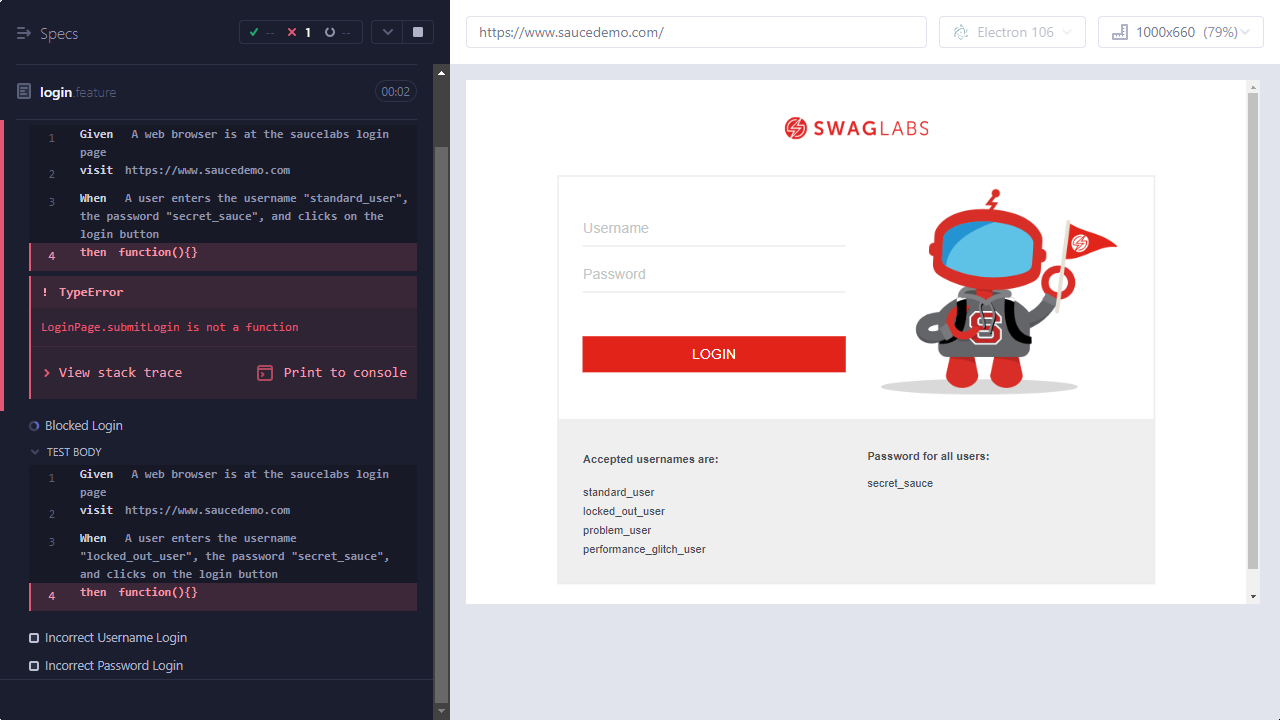 Specs
-- 1 --
https://www.saucedemo.com/
Electron 106
1000x660 (79%)
login.feature
00:02
1 Given A web browser is at the saucelabs login
page
2 visit https://www.saucedemo.com
3 When A user enters the username "standard_user",
the password "secret_sauce", and clicks on the
login button
4 then function(){}
! TypeError
LoginPage.submitLogin is not a function
View stack trace
Print to console
Blocked Login
TEST BODY
1 Given A web browser is at the saucelabs login
page
2 visit https://www.saucedemo.com
3 When A user enters the username
"locked_out_user", the password "secret_sauce",
and clicks on the login button
4 then function(){}
Incorrect Username Login
Incorrect Password Login
SWAGLABS
Username
Password
LOGIN
S
Accepted usernames are:
standard_user
locked_out_user
problem_user
performance_glitch_user
Password for all users:
secret_sauce